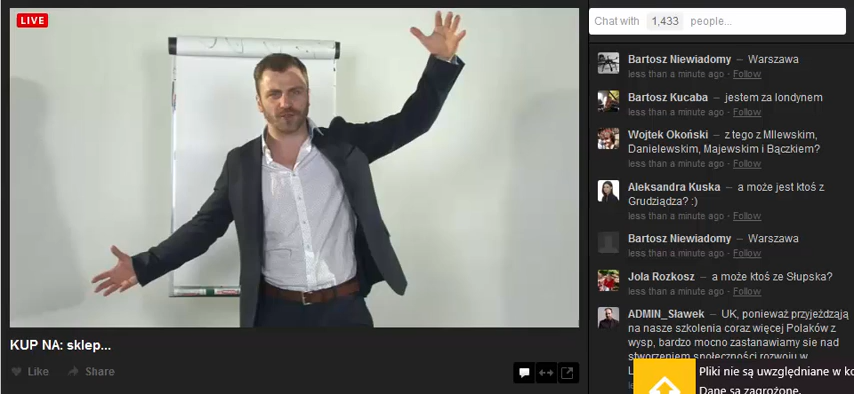 LIVE
KUP NA: sklep...
Like
Share
Chat with 1,433 people...
Bartosz Niewiadomy – Warszawa
less than a minute ago - Follow
Bartosz Kucaba – jestem za londynem
less than a minute ago - Follow
Wojtek Okoński – z tego z MIlewskim,
Danielewskim, Majewskim i Bączkiem?
less than a minute ago - Follow
Aleksandra Kuska – a może jest ktoś z
Grudziądza? :)
less than a minute ago - Follow
Bartosz Niewiadomy – Warszawa
less than a minute ago - Follow
Jola Rozkosz – a może ktoś ze Słupska?
less than a minute ago - Follow
ADMIN_Sławek – UK, ponieważ przyjeżdzają
na nasze szkolenia coraz więcej Polaków z
wysp, bardzo mocno zastanawiamy sie nad
stworzeniem społeczności rozwoju w
Pliki nie są uwzględniane w
Dane są zagrożone.